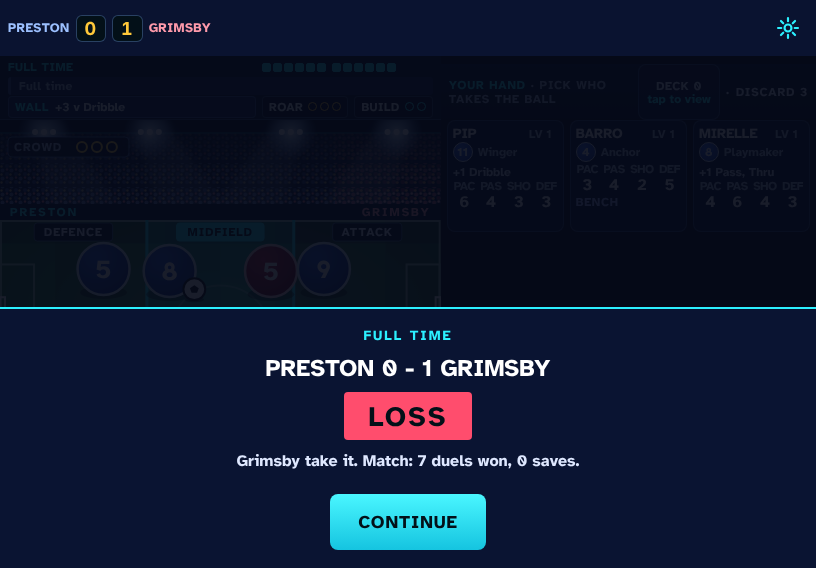 PRESTON 0 1 GRIMSBY
FULL TIME
Full time
WALL +3 v Dribble
ROAR
BUILD
CROWD
PRESTON
GRIMSBY
DEFENCE
MIDFIELD
ATTACK
5
8
5
9
YOUR HAND · PICK WHO
TAKES THE BALL
DECK 0
tap to view
· DISCARD 3
PIP LV 1
11 Winger
+1 Dribble
PAC PAS SHO DEF
6 4 3 3
BARRO LV 1
4 Anchor
PAC PAS SHO DEF
3 4 2 5
BENCH
MIRELLE LV 1
8 Playmaker
+1 Pass, Thru
PAC PAS SHO DEF
4 6 4 3
FULL TIME
PRESTON 0 - 1 GRIMSBY
LOSS
Grimsby take it. Match: 7 duels won, 0 saves.
CONTINUE